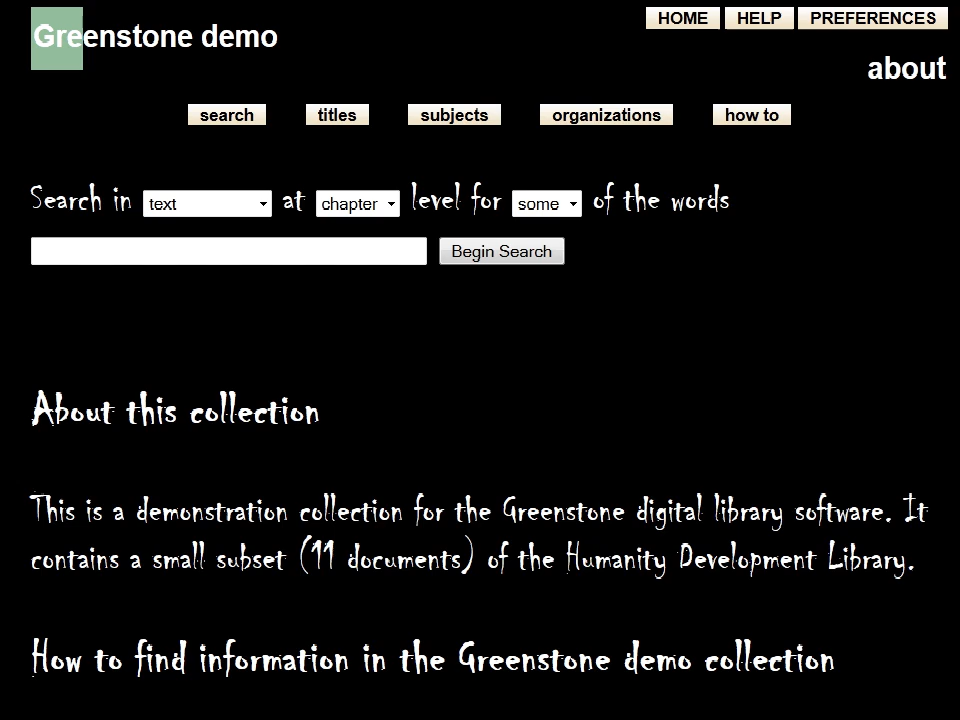 Greenstone demo
HOME HELP PREFERENCES
about
search titles subjects organizations how to
Search in text at chapter level for some of the words
Begin Search
About this collection
This is a demonstration collection for the Greenstone digital library software. It
contains a small subset (11 documents) of the Humanity Development Library.
How to find information in the Greenstone demo collection